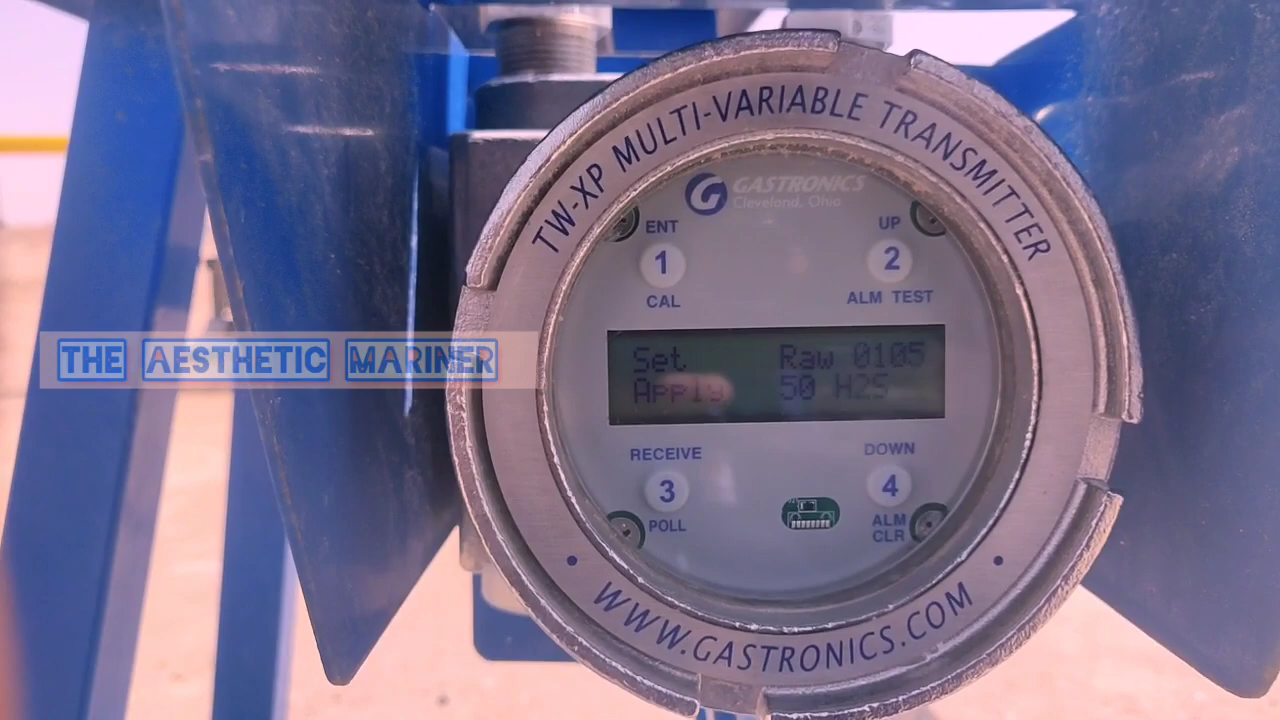 TW-XP MULTI-VARIABLE TRANSMITTER
GASTRONICS
Cleveland, Ohio
ENT
UP
1
2
CAL
ALM TEST
THE AESTHETIC MARINER
Set Raw 0105
Apply 50 H2S
RECEIVE
DOWN
3
4
POLL
ALM
CLR
• WWW.GASTRONICS.COM •